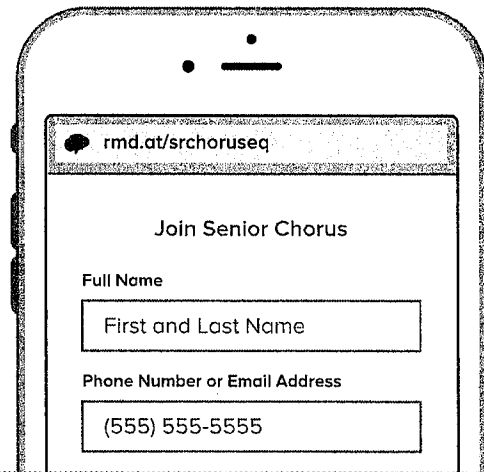 rmd.at/srchoruseq
Join Senior Chorus
Full Name
First and Last Name
Phone Number or Email Address
(555) 555-5555